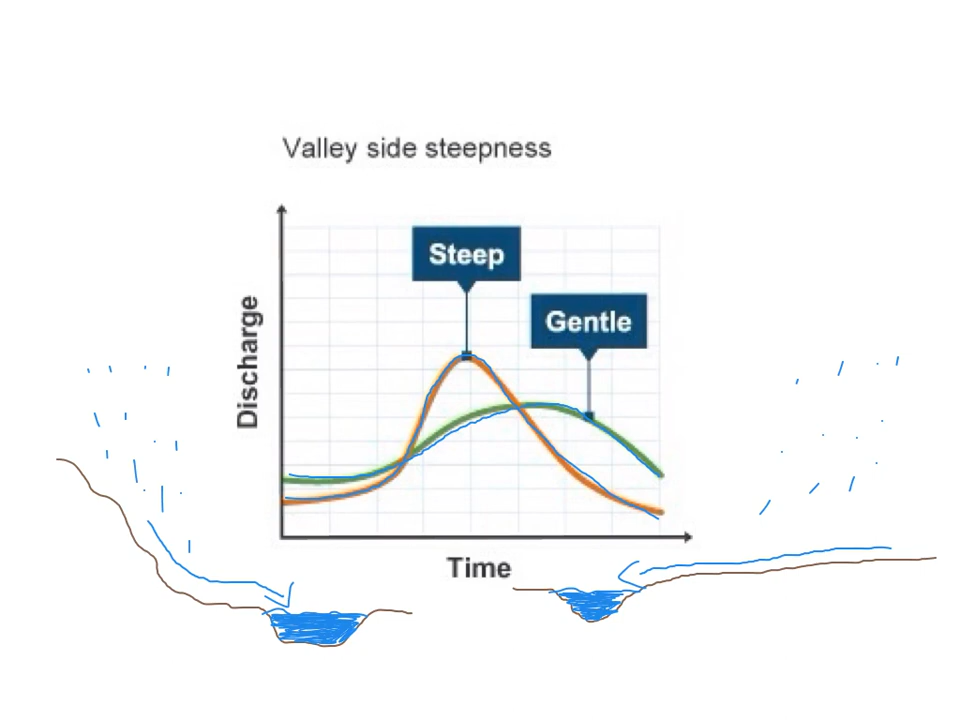 Valley side steepness
Steep
Gentle
Discharge
Time